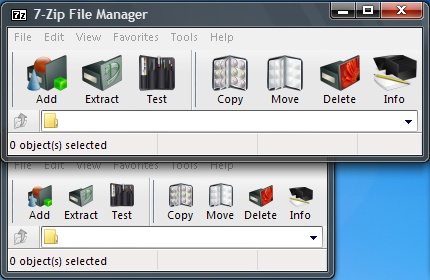 7z 7-Zip File Manager
File Edit View Favorites Tools Help
Add Extract Test Copy Move Delete Info
0 object(s) selected
File Edit View Favorites Tools Help
Add Extract Test Copy Move Delete Info
0 object(s) selected